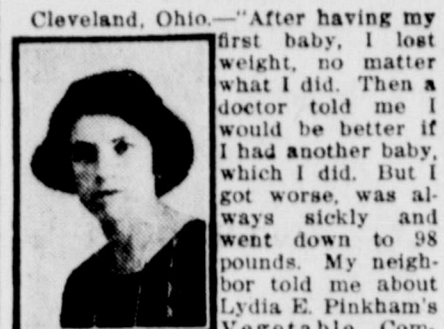 Cleveland, Ohio.—"After having my
first baby, I lost
weight, no matter
what I did. Then a
doctor told me I
would be better if
I had another baby,
which I did. But I
got worse, was al-
ways sickly and
went down to 98
pounds. My neigh-
bor told me about
Lydia E. Pinkham's
Vegetable Com-